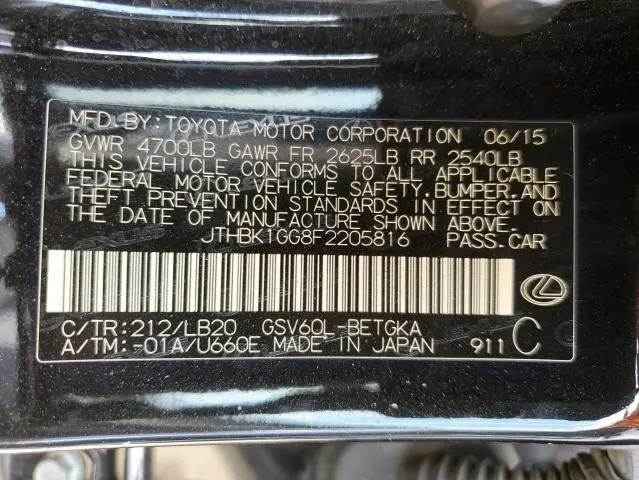 MFD. BY:TOYOTA MOTOR CORPORATION 06/15
GVWR 4700LB GAWR FR 2625LB RR 2540LB
THIS VEHICLE CONFORMS TO ALL APPLICABLE
FEDERAL MOTOR VEHICLE SAFETY,BUMPER,AND
THEFT PREVENTION STANDARDS IN EFFECT ON
THE DATE OF MANUFACTURE SHOWN ABOVE.
JTHBK1GG8F2205816 PASS.CAR
C/TR:212/LB20 GSV60L-BETGKA
A/TM:-01A/U660E MADE IN JAPAN 911 C